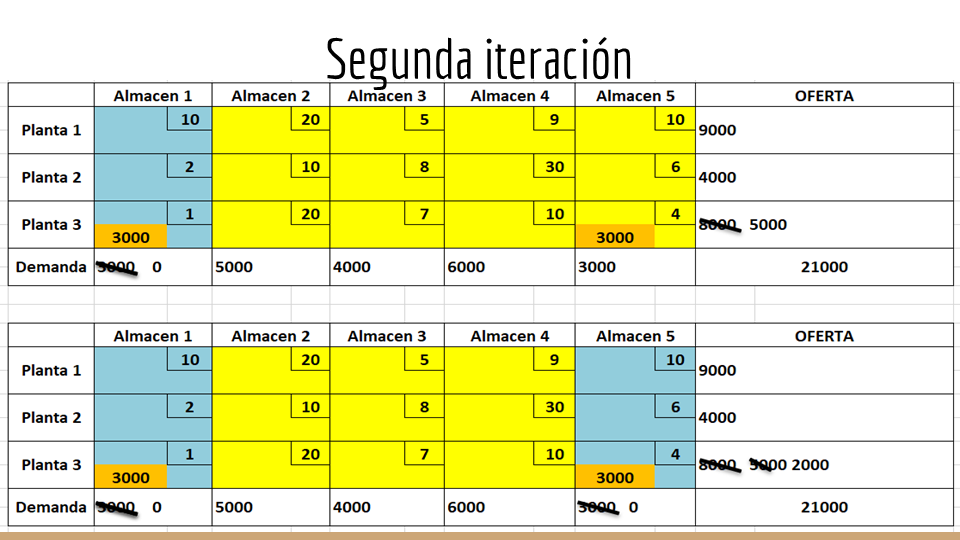 Segunda iteración
Almacen 1 Almacen 2 Almacen 3 Almacen 4 Almacen 5 OFERTA
Planta 1 10 20 5 9 10 9000
Planta 2 2 10 8 30 6 4000
Planta 3 1 20 7 10 4 8000 5000
3000 3000
Demanda 3000 0 5000 4000 6000 3000 21000
Almacen 1 Almacen 2 Almacen 3 Almacen 4 Almacen 5 OFERTA
Planta 1 10 20 5 9 10 9000
Planta 2 2 10 8 30 6 4000
Planta 3 1 20 7 10 4 8000 5000 2000
3000 3000
Demanda 3000 0 5000 4000 6000 3000 0 21000